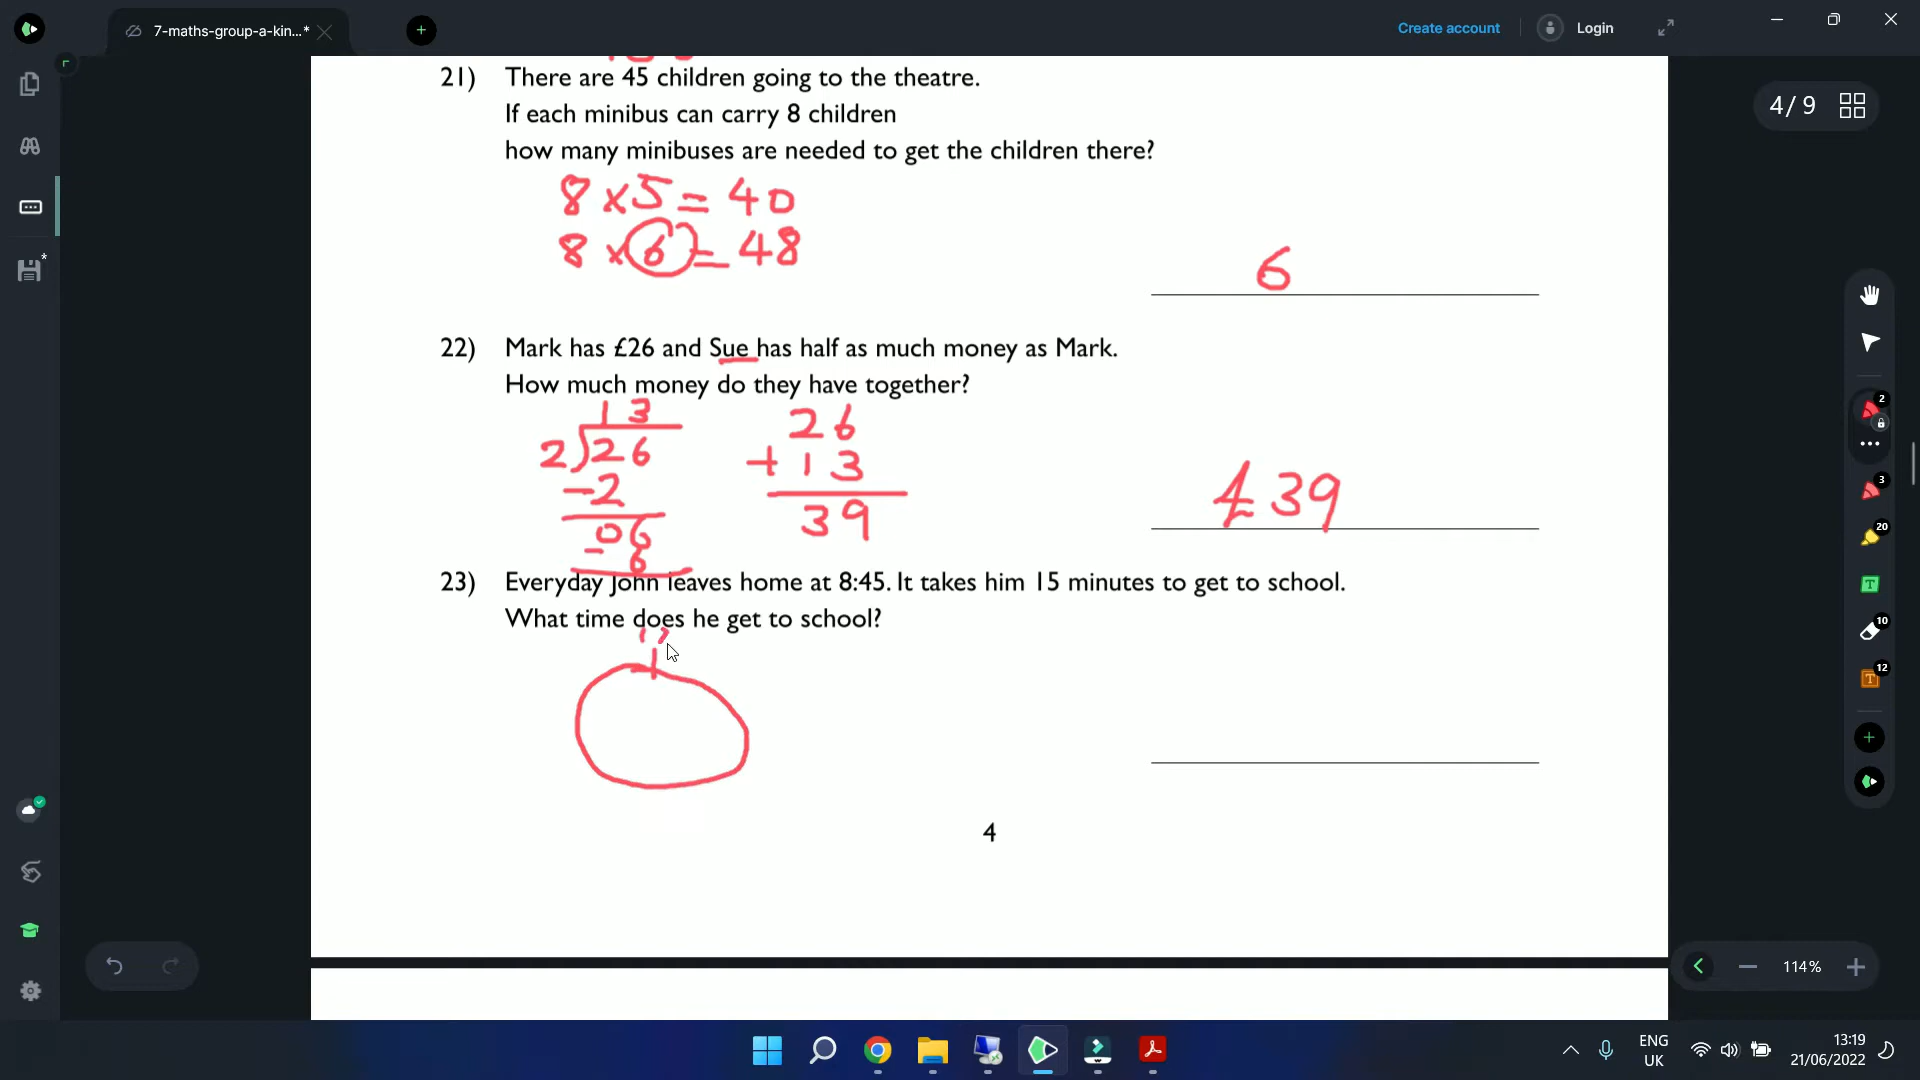 7-maths-group-a-kin...*
Create account
Login
4/ 9
21) There are 45 children going to the theatre.
If each minibus can carry 8 children
how many minibuses are needed to get the children there?
8 × 5 = 40
8 × 6 = 48
6
22) Mark has £26 and Sue has half as much money as Mark.
How much money do they have together?
13
2)26
-2
06
-6
26
+13
39
£39
23) Everyday John leaves home at 8:45. It takes him 15 minutes to get to school.
What time does he get to school?
4
2
3
20
T
10
T
12
114%
ENG
UK
13:19
21/06/2022